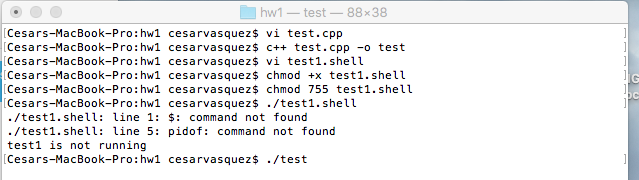 hw1 — test — 88×38
[Cesars-MacBook-Pro:hw1 cesarvasquez$ vi test.cpp ]
[Cesars-MacBook-Pro:hw1 cesarvasquez$ c++ test.cpp -o test ]
[Cesars-MacBook-Pro:hw1 cesarvasquez$ vi test1.shell ]
[Cesars-MacBook-Pro:hw1 cesarvasquez$ chmod +x test1.shell ]
[Cesars-MacBook-Pro:hw1 cesarvasquez$ chmod 755 test1.shell ]
[Cesars-MacBook-Pro:hw1 cesarvasquez$ ./test1.shell ]
./test1.shell: line 1: $: command not found
./test1.shell: line 5: pidof: command not found
test1 is not running
[Cesars-MacBook-Pro:hw1 cesarvasquez$ ./test ]